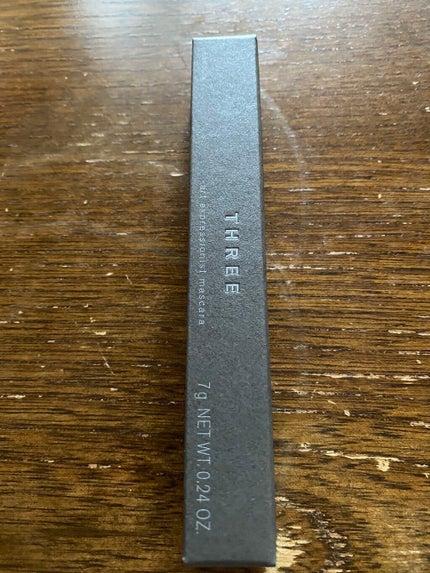 THREE
art expressionist mascara
7g NET WT.0.24 OZ.